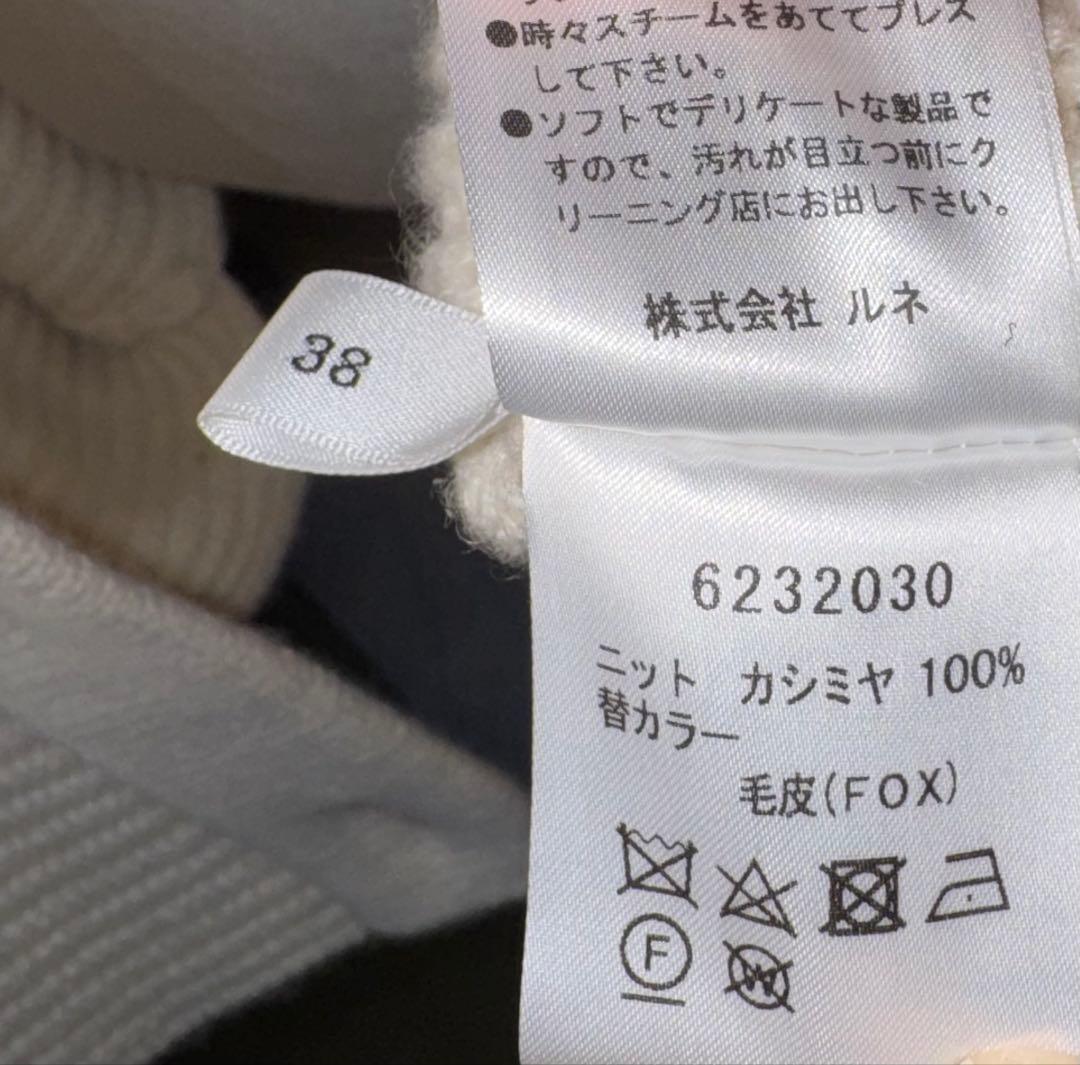 ●時々スチームをあててプレス
して下さい。
●ソフトでデリケートな製品で
すので、汚れが目立つ前にク
リーニング店にお出し下さい。
株式会社 ルネ
38
6232030
ニット カシミヤ 100%
替カラー
毛皮(FOX)
F
W